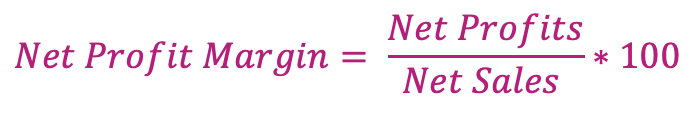 Net Profit Margin = Net Profits / Net Sales * 100